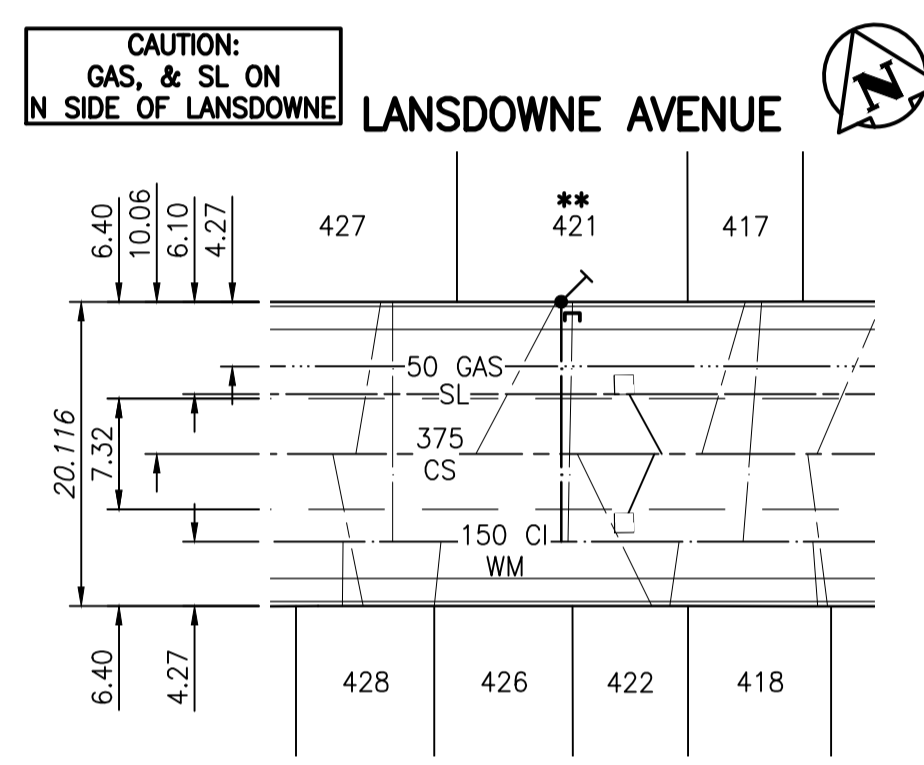 CAUTION:
GAS, & SL ON
N SIDE OF LANSDOWNE
LANSDOWNE AVENUE
N
6.40
10.06
6.10
4.27
427
**
421
417
50 GAS
SL
20.116
7.32
375
CS
150 CI
WM
6.40
4.27
428
426
422
418